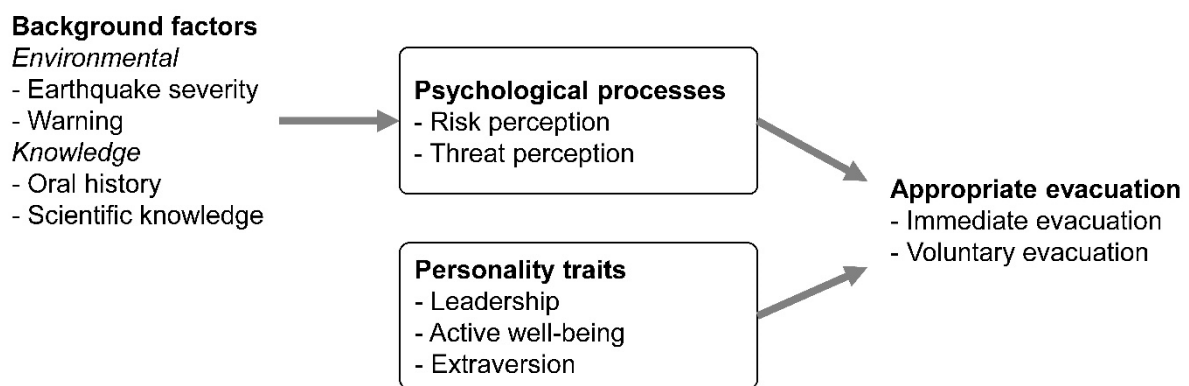 Background factors
Environmental
- Earthquake severity
- Warning
Knowledge
- Oral history
- Scientific knowledge
Psychological processes
- Risk perception
- Threat perception
Personality traits
- Leadership
- Active well-being
- Extraversion
Appropriate evacuation
- Immediate evacuation
- Voluntary evacuation